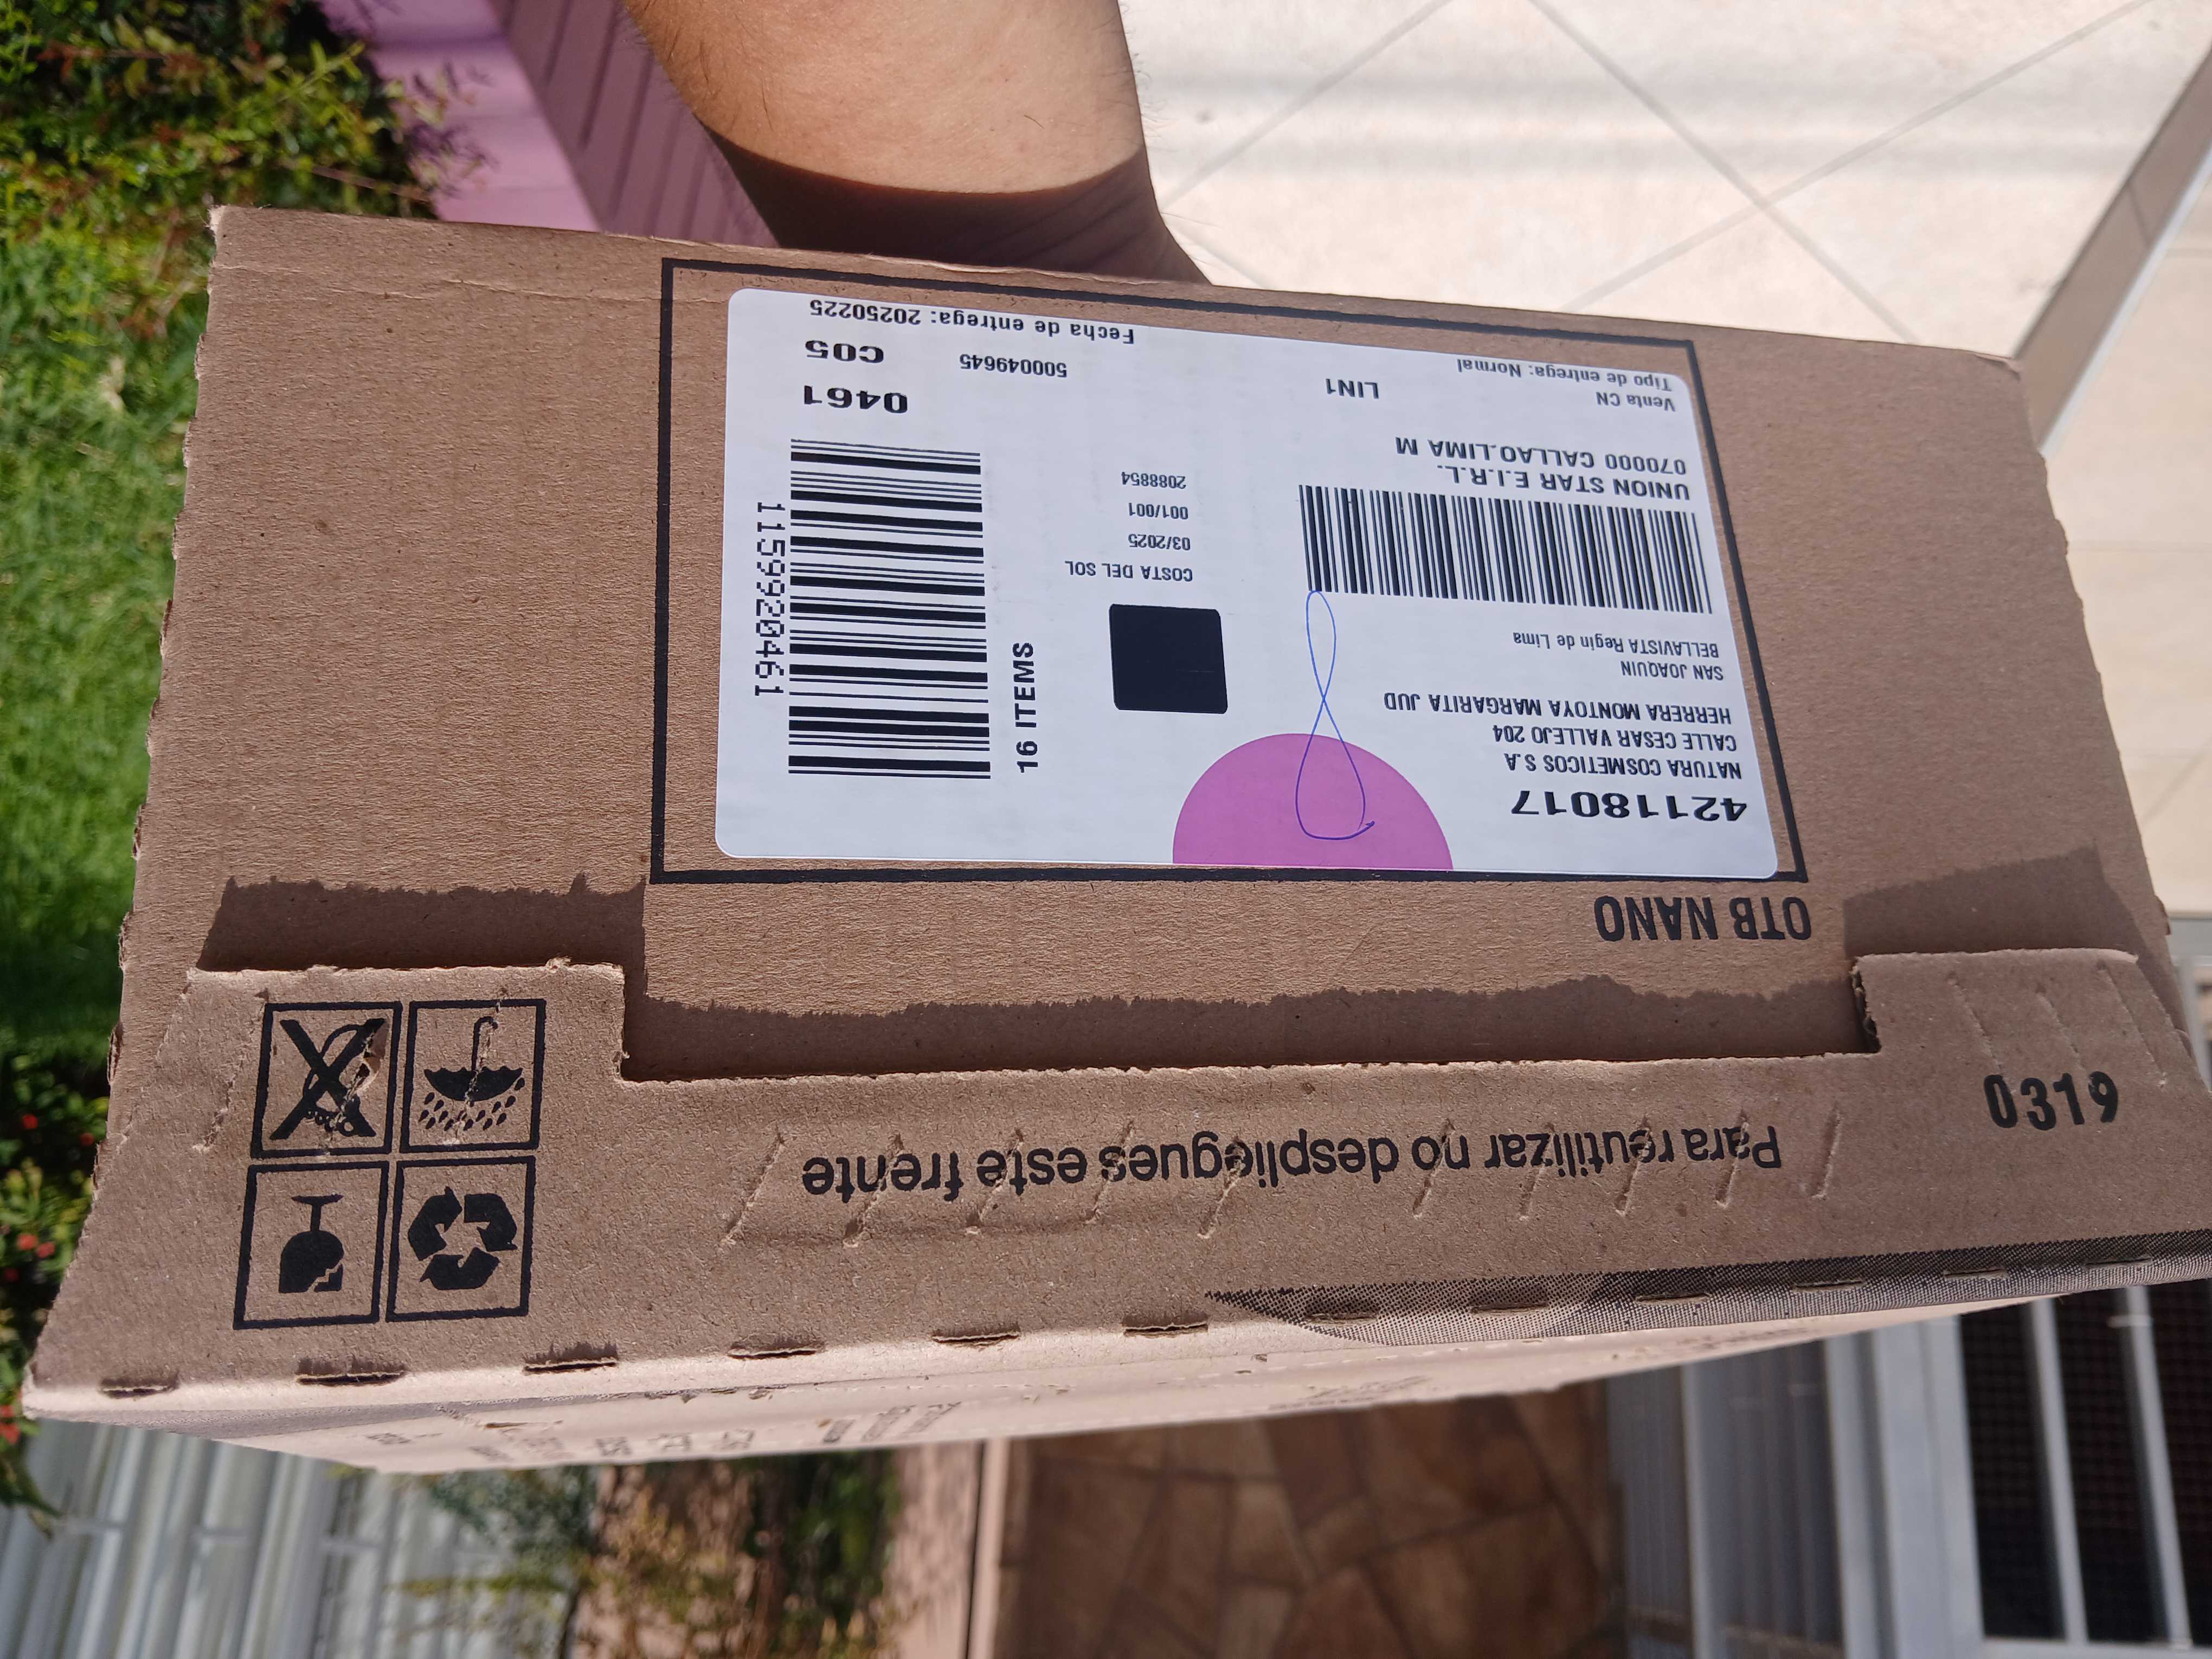 OTB NANO
42118017
NATURA COSMETICOS S.A
CALLE CESAR VALLEJO 204
HERRERA MONTOYA MARGARITA JUD
SAN JOAQUIN
BELLAVISTA Regin de Lima
UNION STAR E.I.R.L.
070000 CALLAO.LIMA M
Venta CN
LIN1
Tipo de entrega: Normal
COSTA DEL SOL
03/2025
001/001
2088854
16 ITEMS
11599920461
0461
500049645
C05
Fecha de entrega: 20250225
Para reutilizar no despliegues este frente
0319